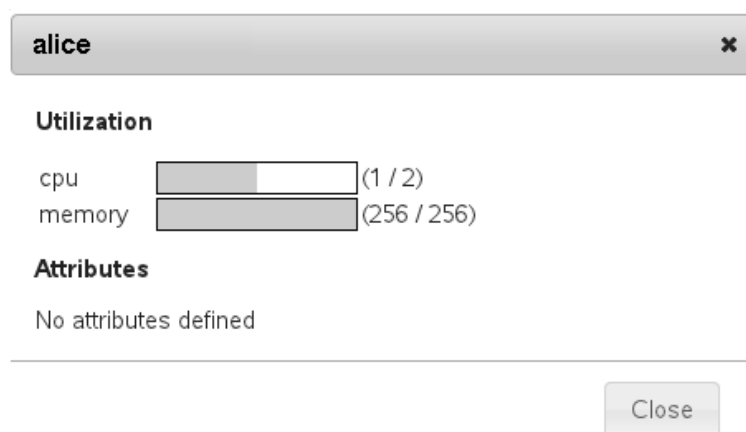 alice
Utilization
cpu (1 / 2)
memory (256 / 256)
Attributes
No attributes defined
Close